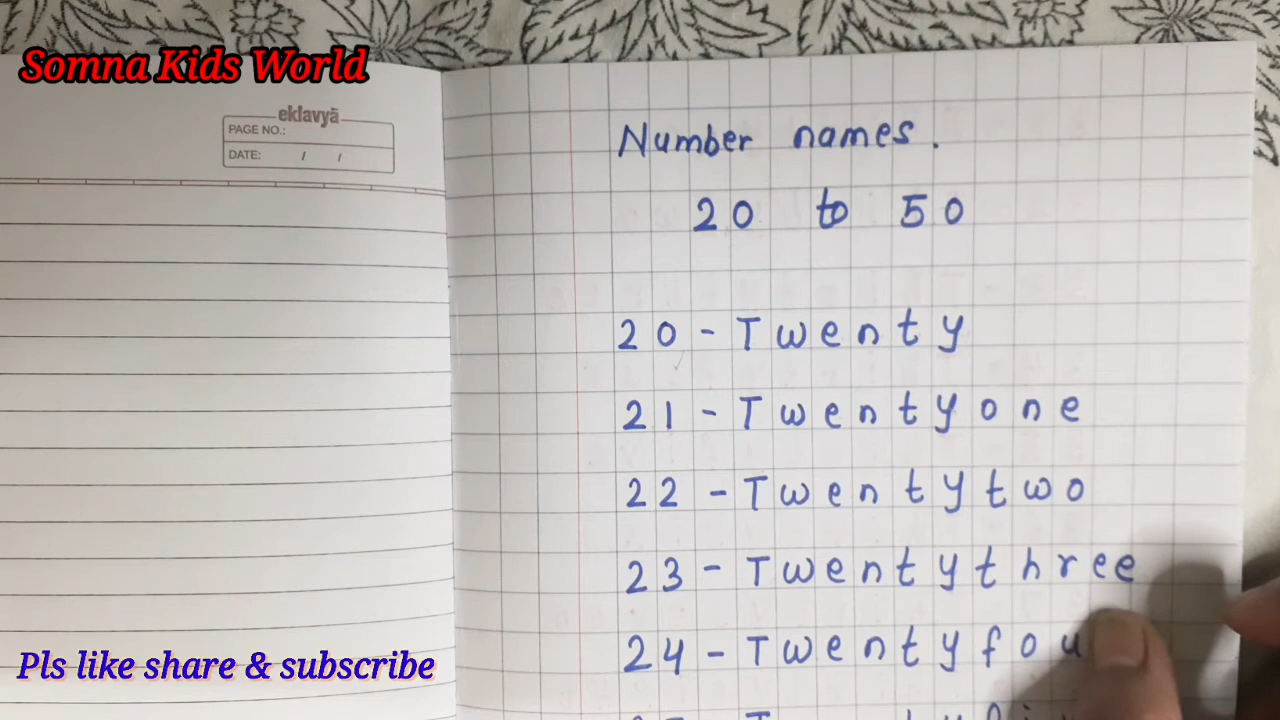 Somna Kids World
eklavyā
PAGE NO.:
DATE: / /
Number names.
20 to 50
20 - Twenty
21 - Twentyone
22 - Twentytwo
23 - Twentythree
24 - Twentyfou
Pls like share & subscribe